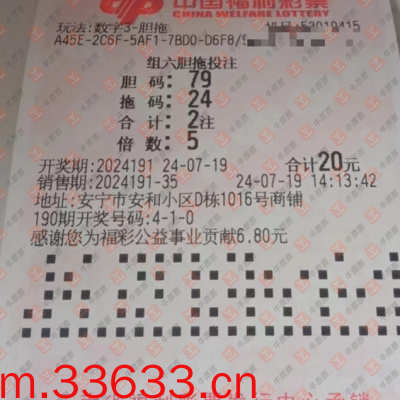 中国福利彩票
CHINA WELFARE LOTTERY
玩法:数字3-胆拖
53010415
A45E-2C6F-5AF1-7BD0-D6F8/
组六胆拖投注
胆 码: 79
拖 码: 24
合 计: 2注
倍 数: 5
开奖期:2024191 24-07-19 合计20元
销售期:2024191-35 24-07-19 14:13:42
地址:安宁市安和小区D栋1016号商铺
190期开奖号码:4-1-0
感谢您为福彩公益事业贡献6.80元
m.33633.cn